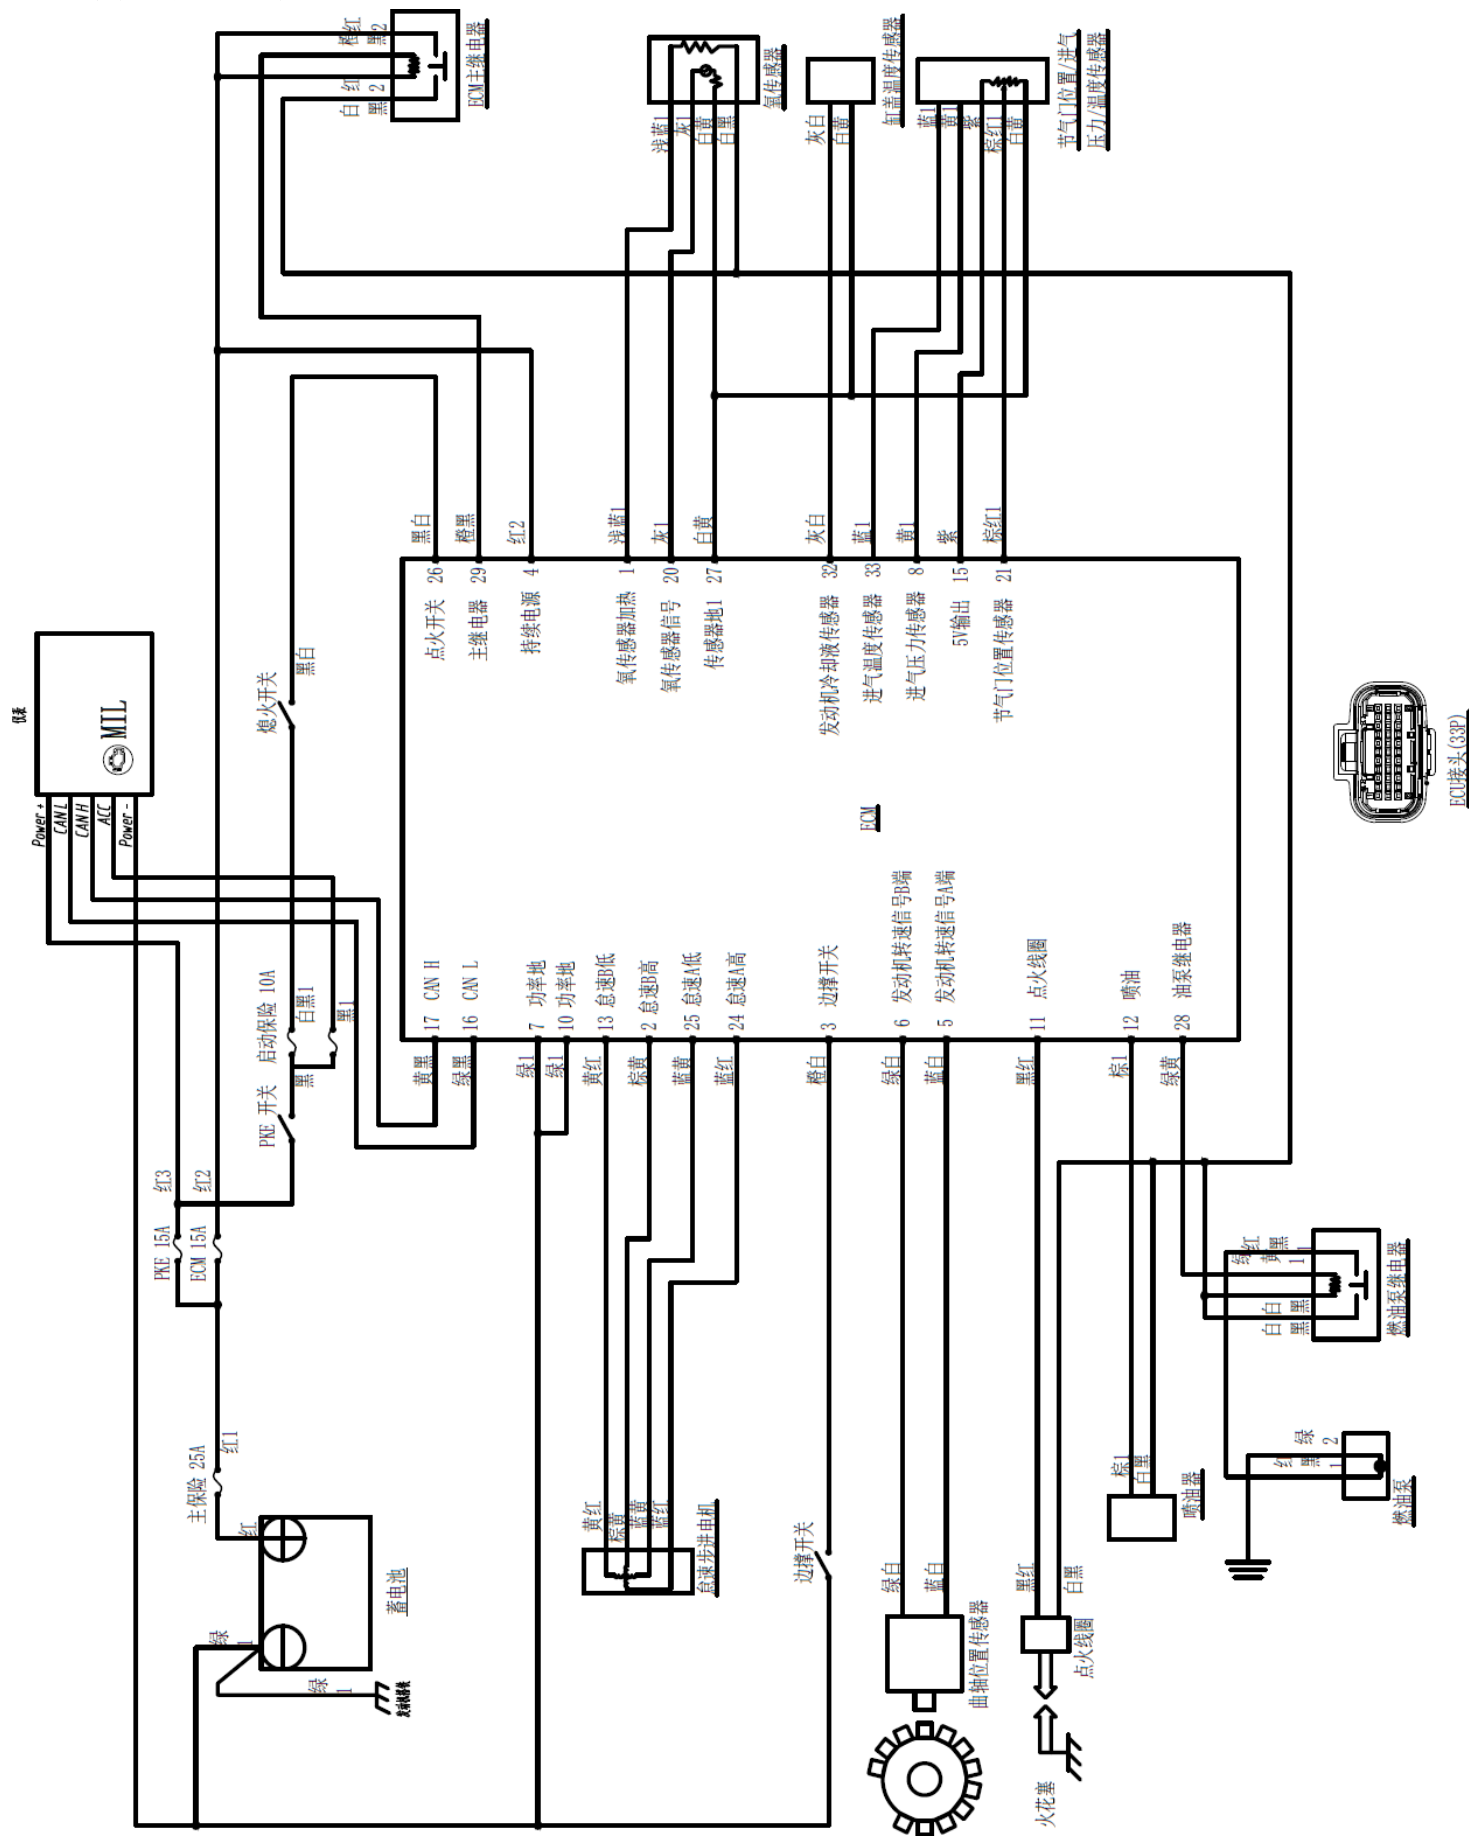 橙红
黑2
红
2
白
黑
ECM主继电器
浅蓝1
灰1
白黄
白黑
氧传感器
灰白
白黄
缸盖温度传感器
蓝1
黄1
紫
棕红1
白黄
节气门位置/进气
压力/温度传感器
仪表
MIL
Power +
CAN L
CAN H
ACC
Power -
熄火开关
黑白
黑白
橙黑
红2
浅蓝1
灰1
白黄
灰白
蓝1
黄1
紫
棕红1
26 点火开关
29 主继电器
4 持续电源
1 氧传感器加热
20 氧传感器信号
27 传感器地1
32 发动机冷却液传感器
33 进气温度传感器
8 进气压力传感器
15 5V输出
21 节气门位置传感器
ECM
ECU接头(33P)
17 CAN H
16 CAN L
7 功率地
10 功率地
13 怠速B低
2 怠速B高
25 怠速A低
24 怠速A高
3 边撑开关
6 发动机转速信号B端
5 发动机转速信号A端
11 点火线圈
12 喷油
28 油泵继电器
黄黑
绿黑
绿1
绿1
黄红
棕黄
蓝黄
蓝红
橙白
绿白
蓝白
黑红
棕1
绿黄
启动保险 10A
白黑1
黑1
黑
PKE 开关
红3
红2
PKE 15A
ECM 15A
主保险 25A
红1
红
蓄电池
绿
1
绿
1
发动机搭铁
黄红
棕黄
蓝黄
蓝红
怠速步进电机
边撑开关
绿白
蓝白
曲轴位置传感器
黑红
白黑
点火线圈
火花塞
棕1
白黑
喷油器
绿
黄
红
黑
1
1
白
黑
白
黑
燃油泵继电器
红
黑
1
绿
2
燃油泵